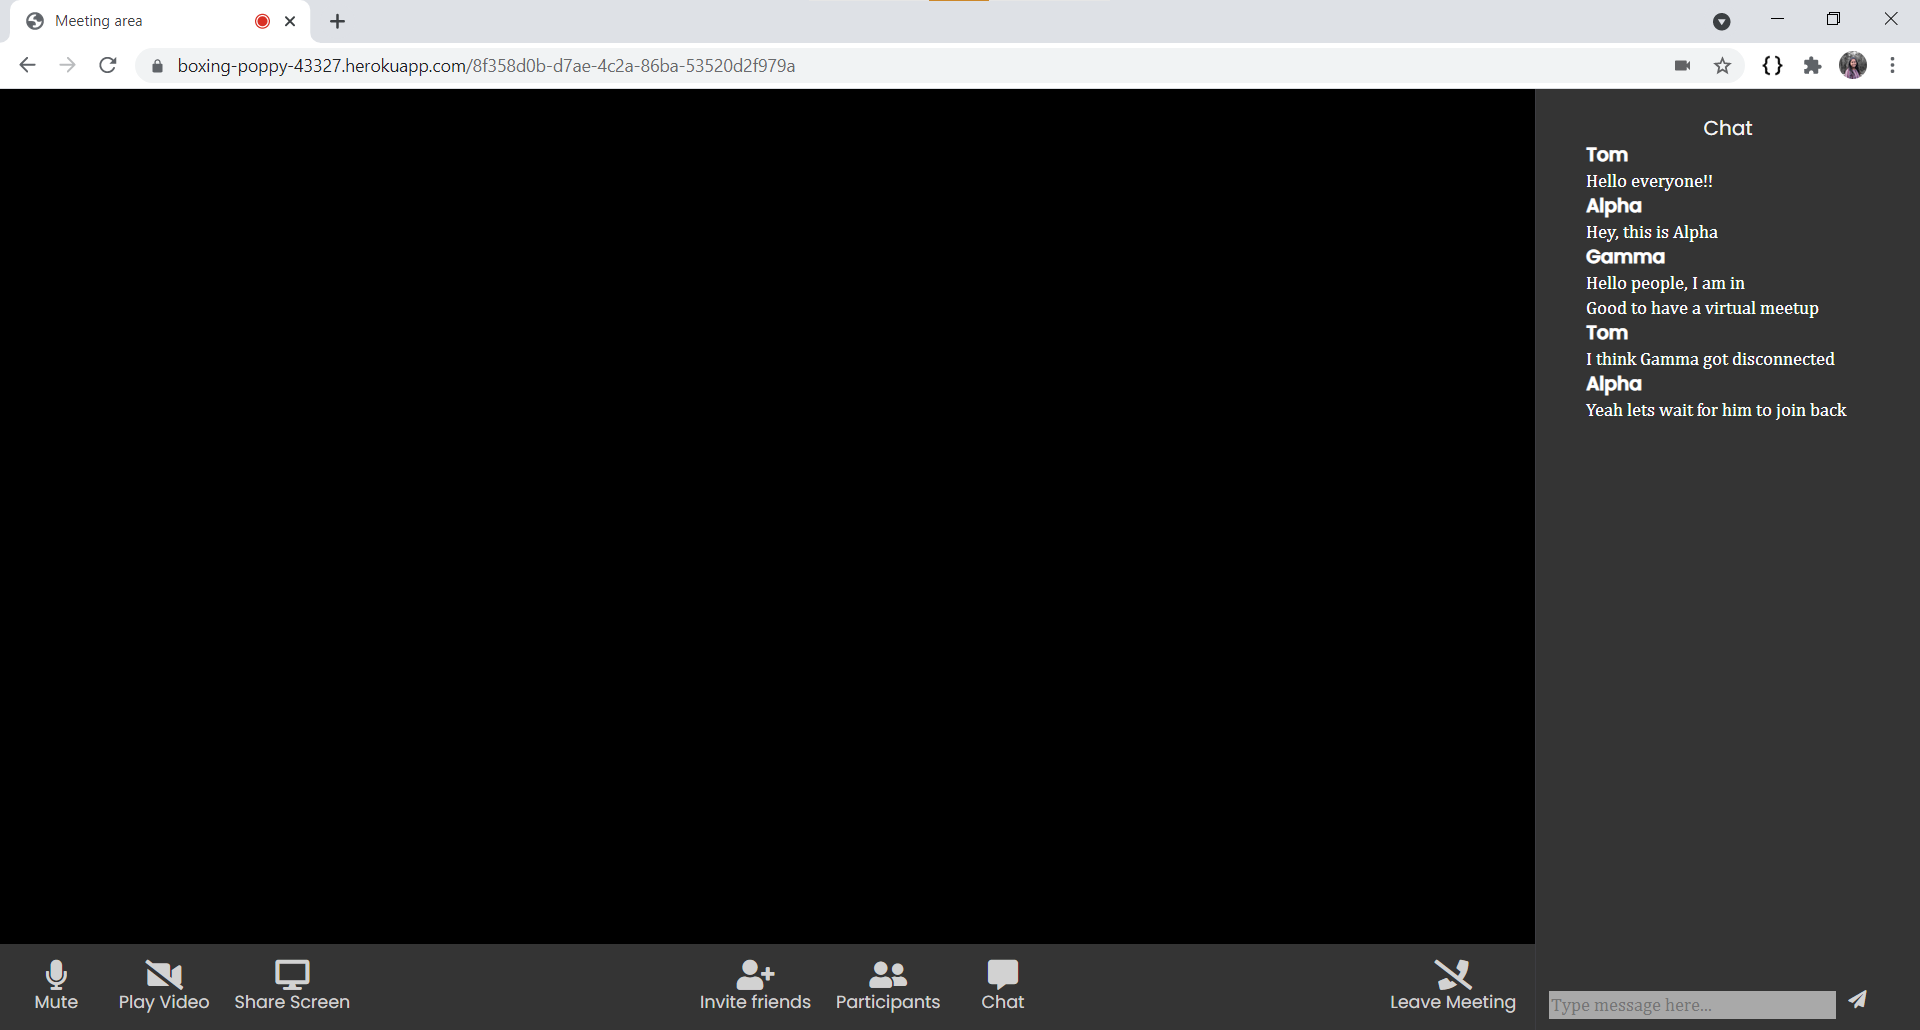 Meeting area
boxing-poppy-43327.herokuapp.com/8f358d0b-d7ae-4c2a-86ba-53520d2f979a
Chat
Tom
Hello everyone!!
Alpha
Hey, this is Alpha
Gamma
Hello people, I am in
Good to have a virtual meetup
Tom
I think Gamma got disconnected
Alpha
Yeah lets wait for him to join back
Mute
Play Video
Share Screen
Invite friends
Participants
Chat
Leave Meeting
Type message here...